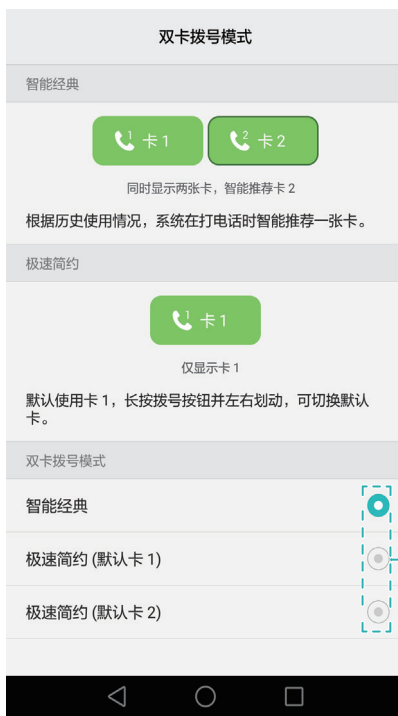 双卡拨号模式
智能经典
1 卡 1
2 卡 2
同时显示两张卡，智能推荐卡 2
根据历史使用情况，系统在打电话时智能推荐一张卡。
极速简约
1 卡 1
仅显示卡 1
默认使用卡 1，长按拨号按钮并左右划动，可切换默认
卡。
双卡拨号模式
智能经典
极速简约 (默认卡 1)
极速简约 (默认卡 2)